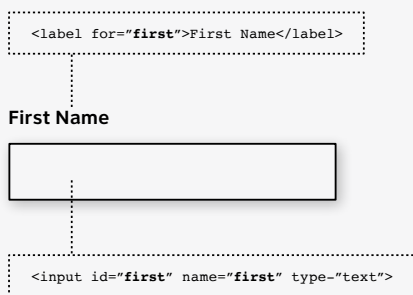 <label for="first">First Name</label>
First Name
<input id="first" name="first" type-"text">